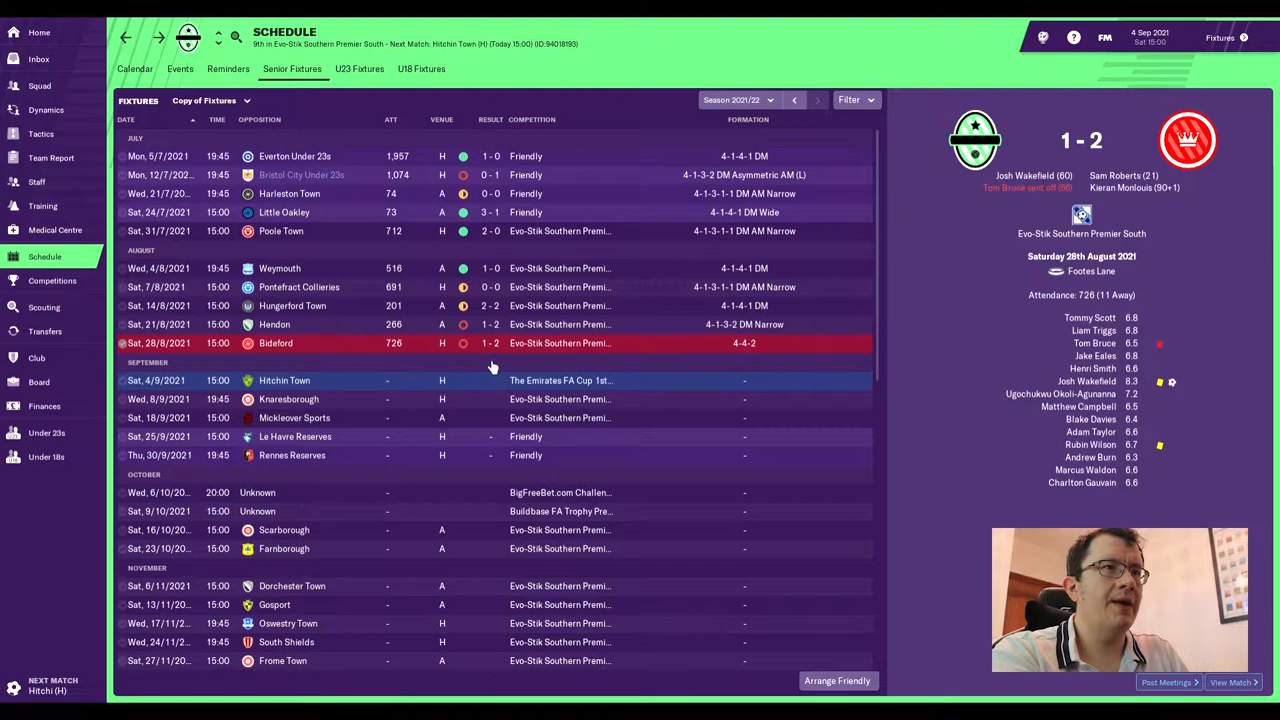 Home
Inbox
Squad
Dynamics
Tactics
Team Report
Staff
Training
Medical Centre
Schedule
Competitions
Scouting
Transfers
Club
Board
Finances
Under 23s
Under 18s
NEXT MATCH
Hitchi (H)
SCHEDULE
9th in Evo-Stik Southern Premier South - Next Match: Hitchin Town (H) (Today 15:00) (ID:94018193)
? FM 4 Sep 2021
Sat 15:00
Fixtures
Calendar Events Reminders Senior Fixtures U23 Fixtures U18 Fixtures
FIXTURES Copy of Fixtures Season 2021/22 Filter
DATE TIME OPPOSITION ATT VENUE RESULT COMPETITION FORMATION
JULY
Mon, 5/7/2021 19:45 Everton Under 23s 1,957 H 1 - 0 Friendly 4-1-4-1 DM
Mon, 12/7/202... 19:45 Bristol City Under 23s 1,074 H 0 - 1 Friendly 4-1-3-2 DM Asymmetric AM (L)
Wed, 21/7/20... 19:45 Harleston Town 74 A 0 - 0 Friendly 4-1-3-1-1 DM AM Narrow
Sat, 24/7/2021 15:00 Little Oakley 73 A 3 - 1 Friendly 4-1-4-1 DM Wide
Sat, 31/7/2021 15:00 Poole Town 712 H 2 - 0 Evo-Stik Southern Premi... 4-1-3-1-1 DM AM Narrow
AUGUST
Wed, 4/8/2021 19:45 Weymouth 516 A 1 - 0 Evo-Stik Southern Premi... 4-1-4-1 DM
Sat, 7/8/2021 15:00 Pontefract Collieries 691 H 0 - 0 Evo-Stik Southern Premi... 4-1-3-1-1 DM AM Narrow
Sat, 14/8/2021 15:00 Hungerford Town 201 A 2 - 2 Evo-Stik Southern Premi... 4-1-4-1 DM
Sat, 21/8/2021 15:00 Hendon 266 A 1 - 2 Evo-Stik Southern Premi... 4-1-3-2 DM Narrow
Sat, 28/8/2021 15:00 Bideford 726 H 1 - 2 Evo-Stik Southern Premi... 4-4-2
SEPTEMBER
Sat, 4/9/2021 15:00 Hitchin Town - H The Emirates FA Cup 1st... -
Wed, 8/9/2021 19:45 Knaresborough - H Evo-Stik Southern Premi... -
Sat, 18/9/2021 15:00 Mickleover Sports - A Evo-Stik Southern Premi... -
Sat, 25/9/2021 15:00 Le Havre Reserves - H - Friendly -
Thu, 30/9/2021 19:45 Rennes Reserves - H - Friendly -
OCTOBER
Wed, 6/10/20... 20:00 Unknown BigFreeBet.com Challen... -
Sat, 9/10/2021 15:00 Unknown Buildbase FA Trophy Pre... -
Sat, 16/10/2021 15:00 Scarborough - A Evo-Stik Southern Premi... -
Sat, 23/10/20... 15:00 Farnborough - A Evo-Stik Southern Premi... -
NOVEMBER
Sat, 6/11/2021 15:00 Dorchester Town - A Evo-Stik Southern Premi... -
Sat, 13/11/20... 15:00 Gosport - A Evo-Stik Southern Premi... -
Wed, 17/11/2... 19:45 Oswestry Town - H Evo-Stik Southern Premi... -
Wed, 24/11/2... 19:45 South Shields - H Evo-Stik Southern Premi... -
Sat, 27/11/20... 15:00 Frome Town - A Evo-Stik Southern Premi... -
Arrange Friendly
1 - 2
Josh Wakefield (60) Sam Roberts (21)
Tom Bruce sent off (66) Kieran Monlouis (90+1)
Evo-Stik Southern Premier South
Saturday 28th August 2021
Footes Lane
Attendance: 726 (11 Away)
Tommy Scott 6.8
Liam Triggs 6.8
Tom Bruce 6.5
Jake Eales 6.8
Henri Smith 6.6
Josh Wakefield 8.3
Ugochukwu Okoli-Agunanna 7.2
Matthew Campbell 6.5
Blake Davies 6.4
Adam Taylor 6.6
Rubin Wilson 6.7
Andrew Burn 6.3
Marcus Waldon 6.6
Charlton Gauvain 6.6
Past Meetings View Match